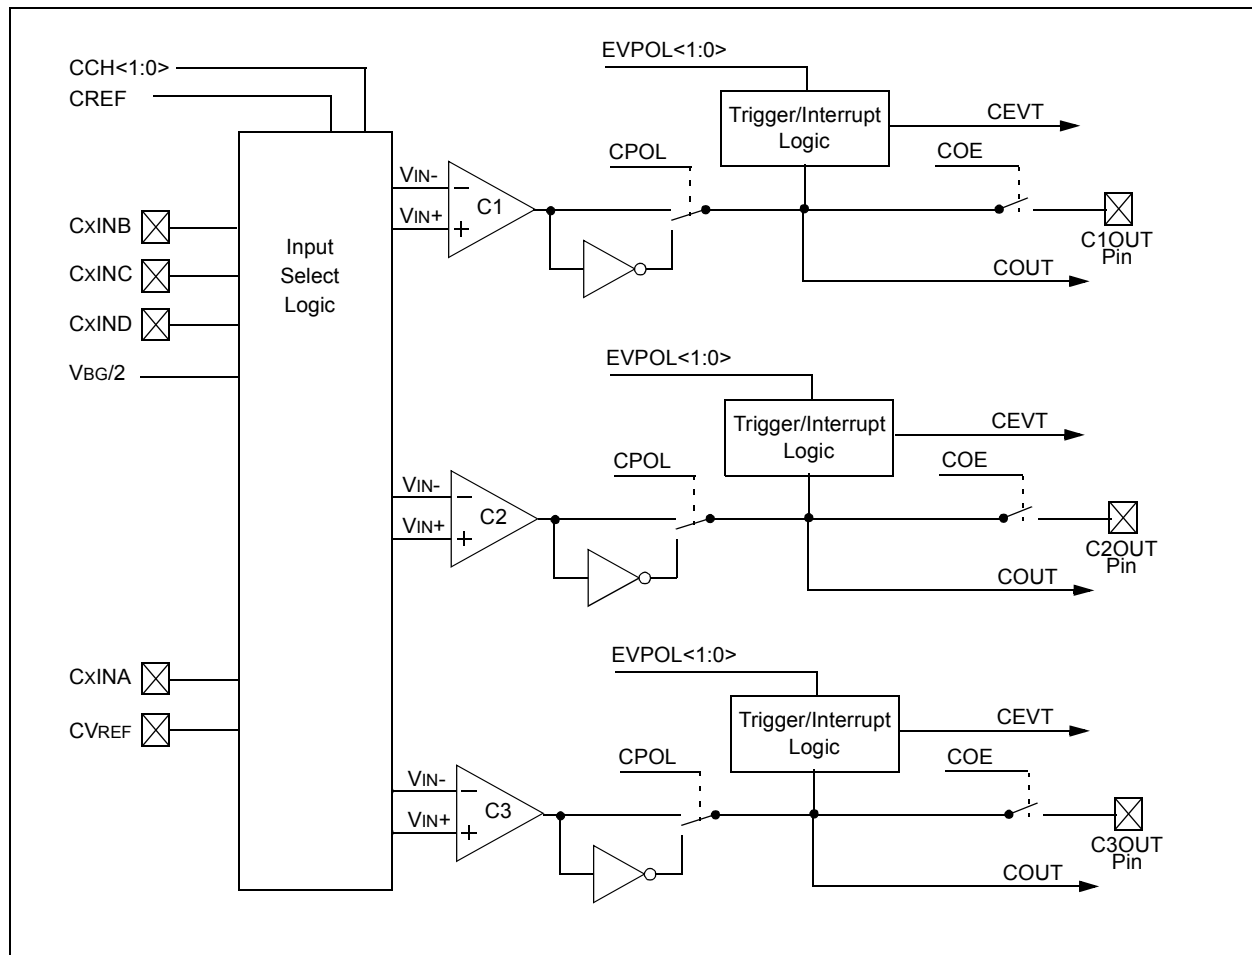 CCH<1:0>
CREF
CXINB
CXINC
CXIND
VBG/2
CXINA
CVREF
Input
Select
Logic
EVPOL<1:0>
Trigger/Interrupt
Logic
CEVT
CPOL
COE
VIN-
VIN+
C1
C1OUT
Pin
COUT
EVPOL<1:0>
Trigger/Interrupt
Logic
CEVT
CPOL
COE
VIN-
VIN+
C2
C2OUT
Pin
COUT
EVPOL<1:0>
Trigger/Interrupt
Logic
CEVT
CPOL
COE
VIN-
VIN+
C3
C3OUT
Pin
COUT